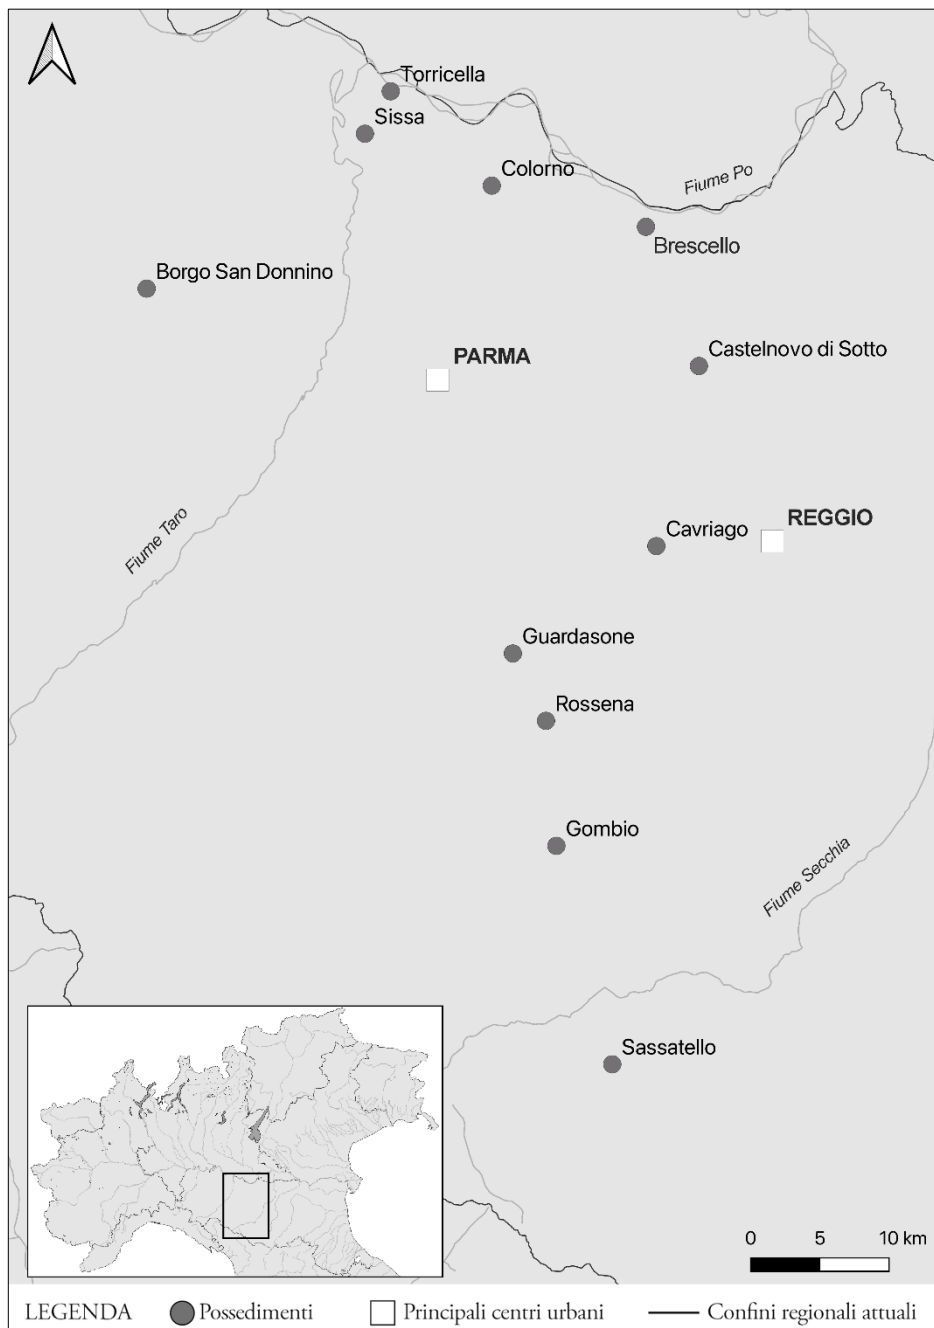 Torricella
Sissa
Colorno
Fiume Po
Brescello
Borgo San Donnino
PARMA
Castelnovo di Sotto
Fiume Taro
REGGIO
Cavriago
Guardasone
Rossena
Gombio
Fiume Secchia
Sassatello
0 5 10 km
LEGENDA Possedimenti Principali centri urbani Confini regionali attuali